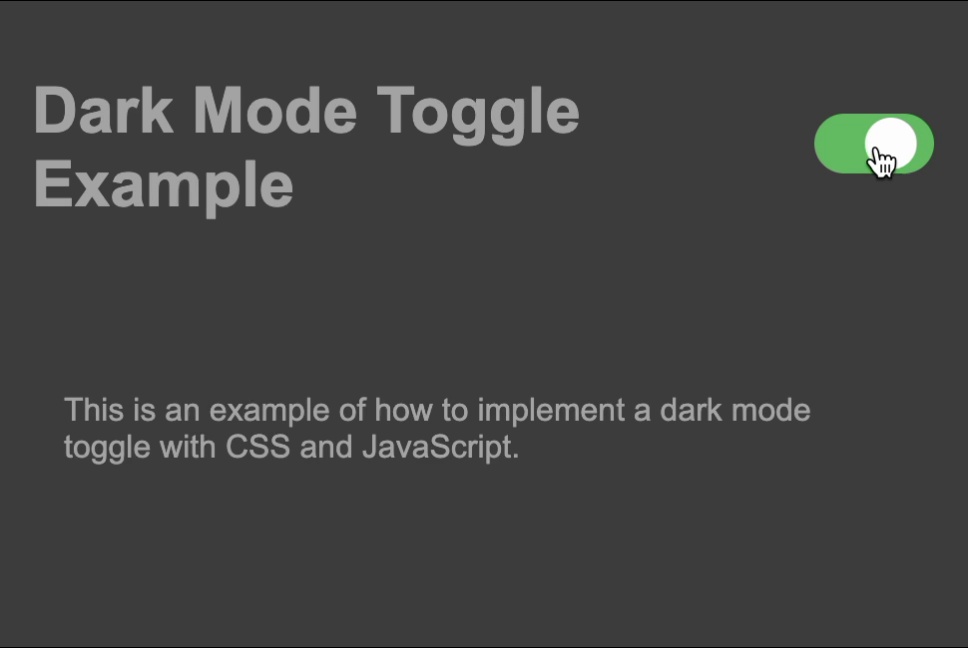 Dark Mode Toggle
Example
This is an example of how to implement a dark mode
toggle with CSS and JavaScript.